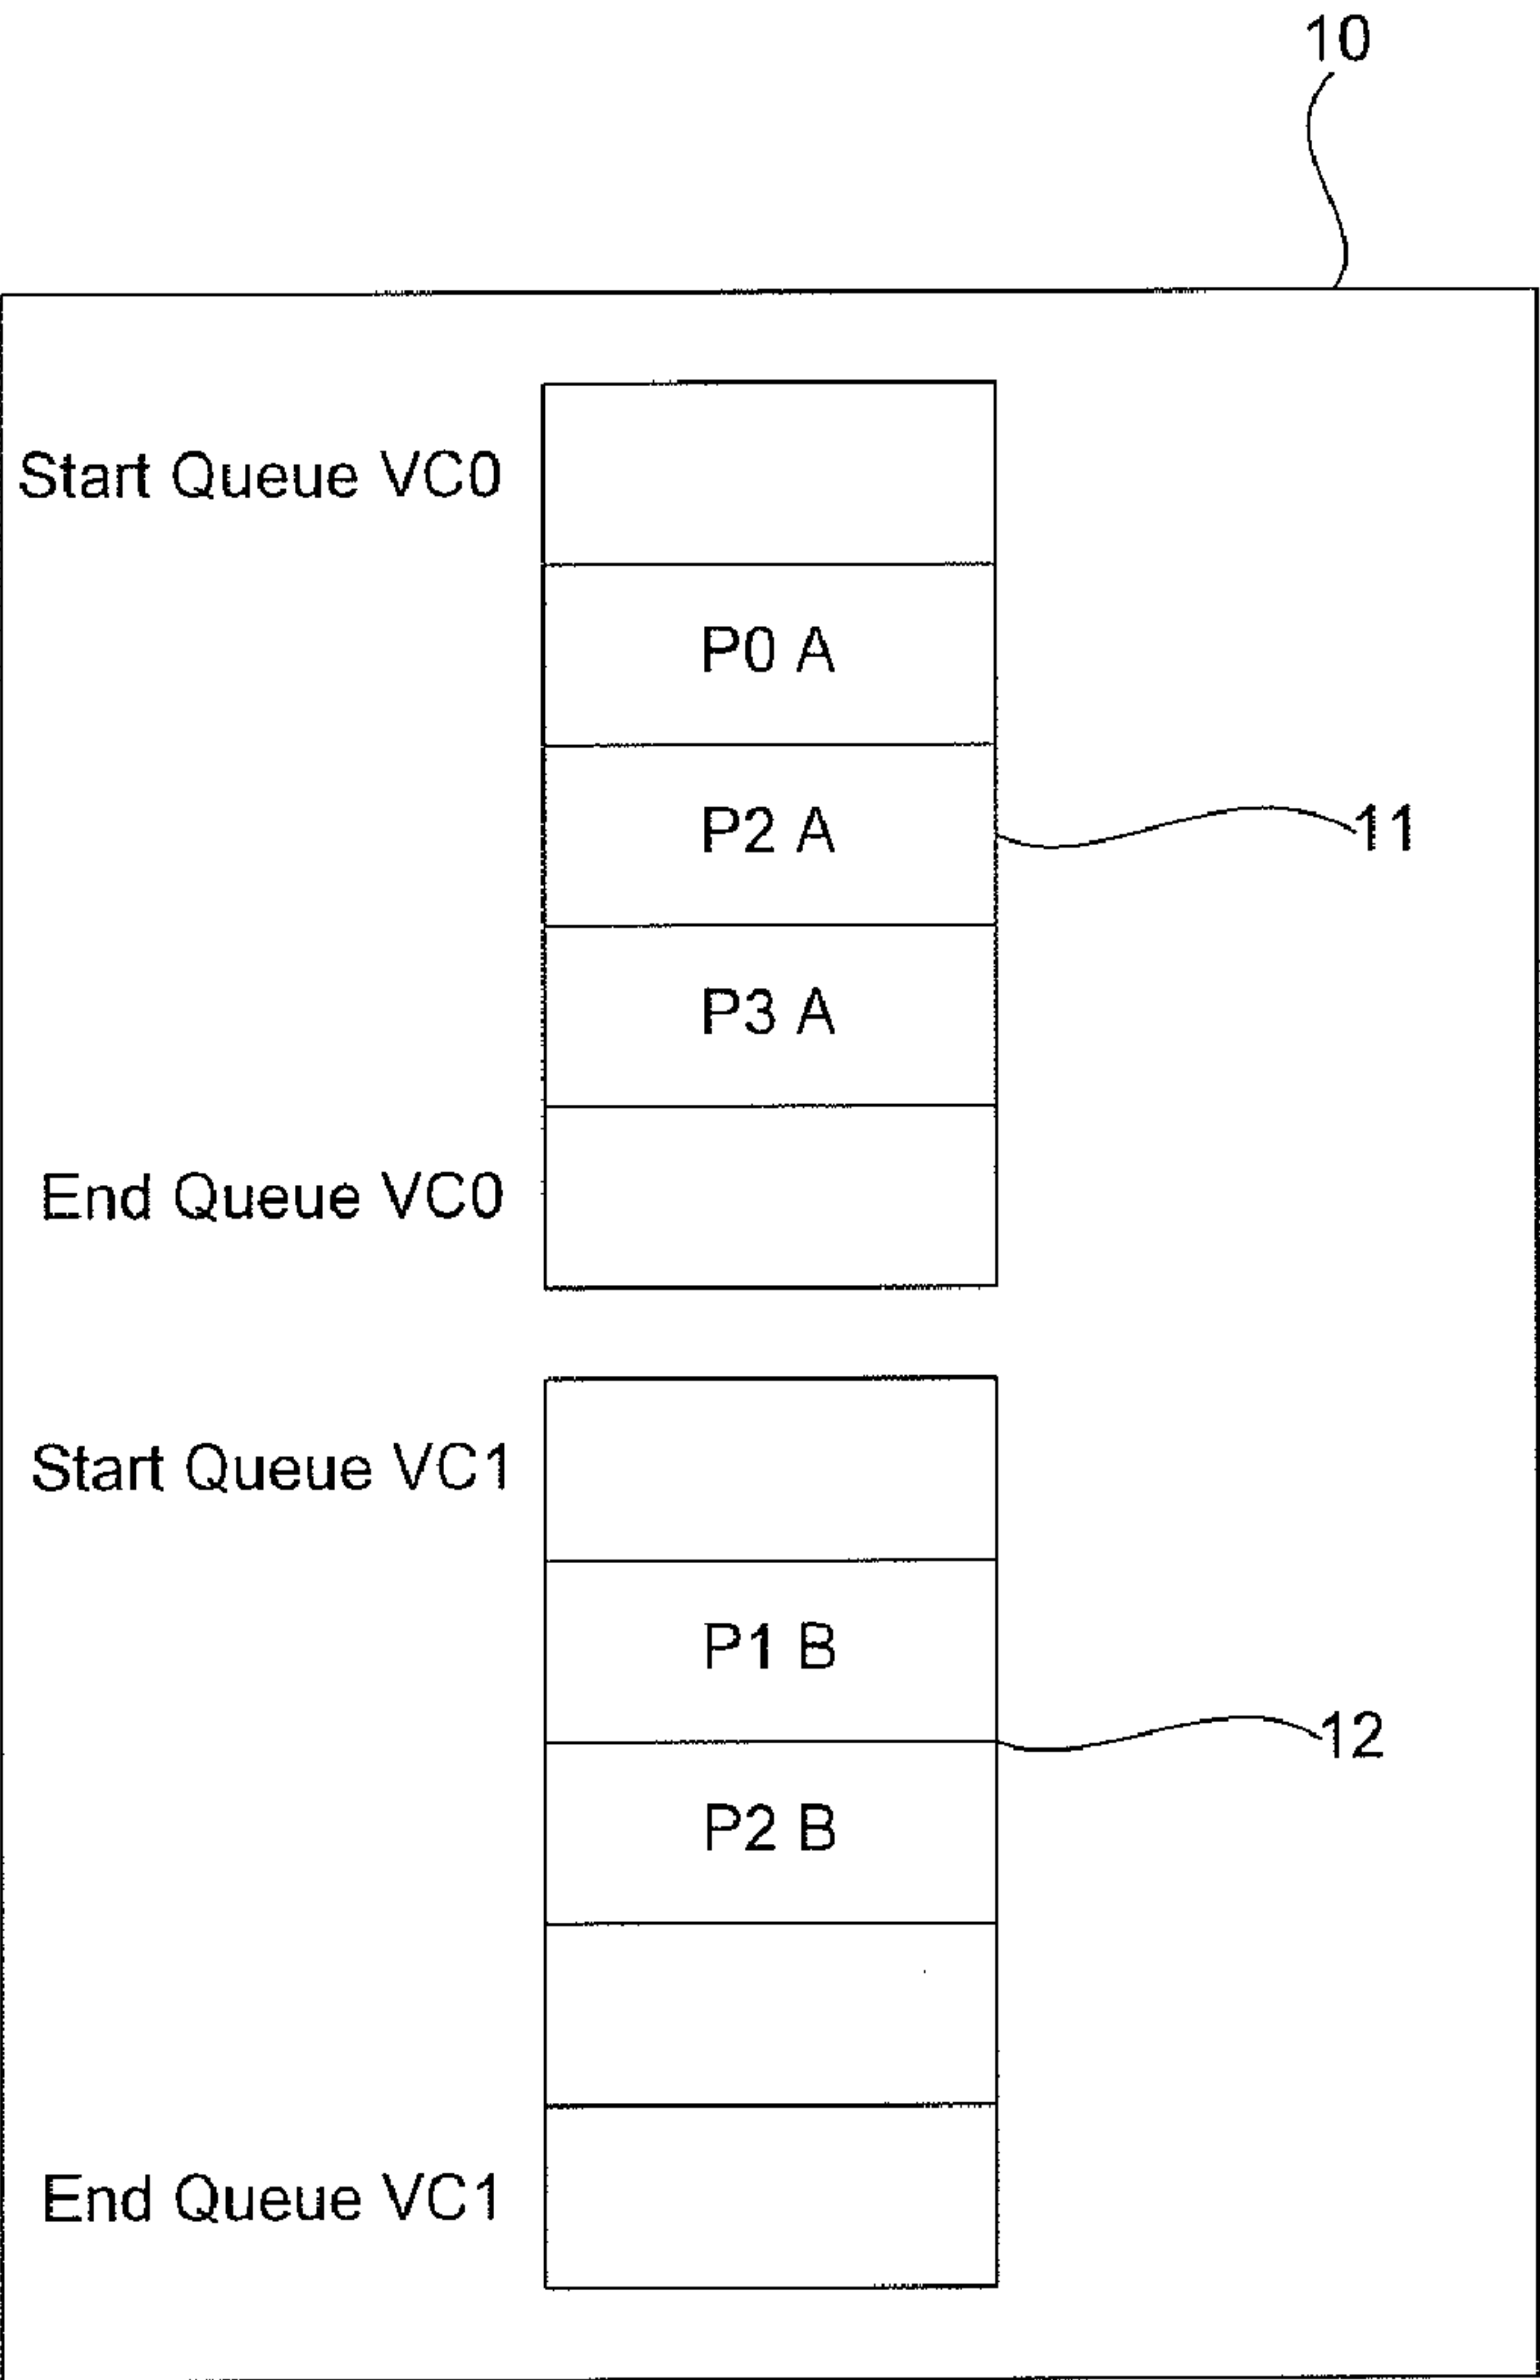 10
Start Queue VC0
P0 A
P2 A
11
P3 A
End Queue VC0
Start Queue VC1
P1 B
12
P2 B
End Queue VC1